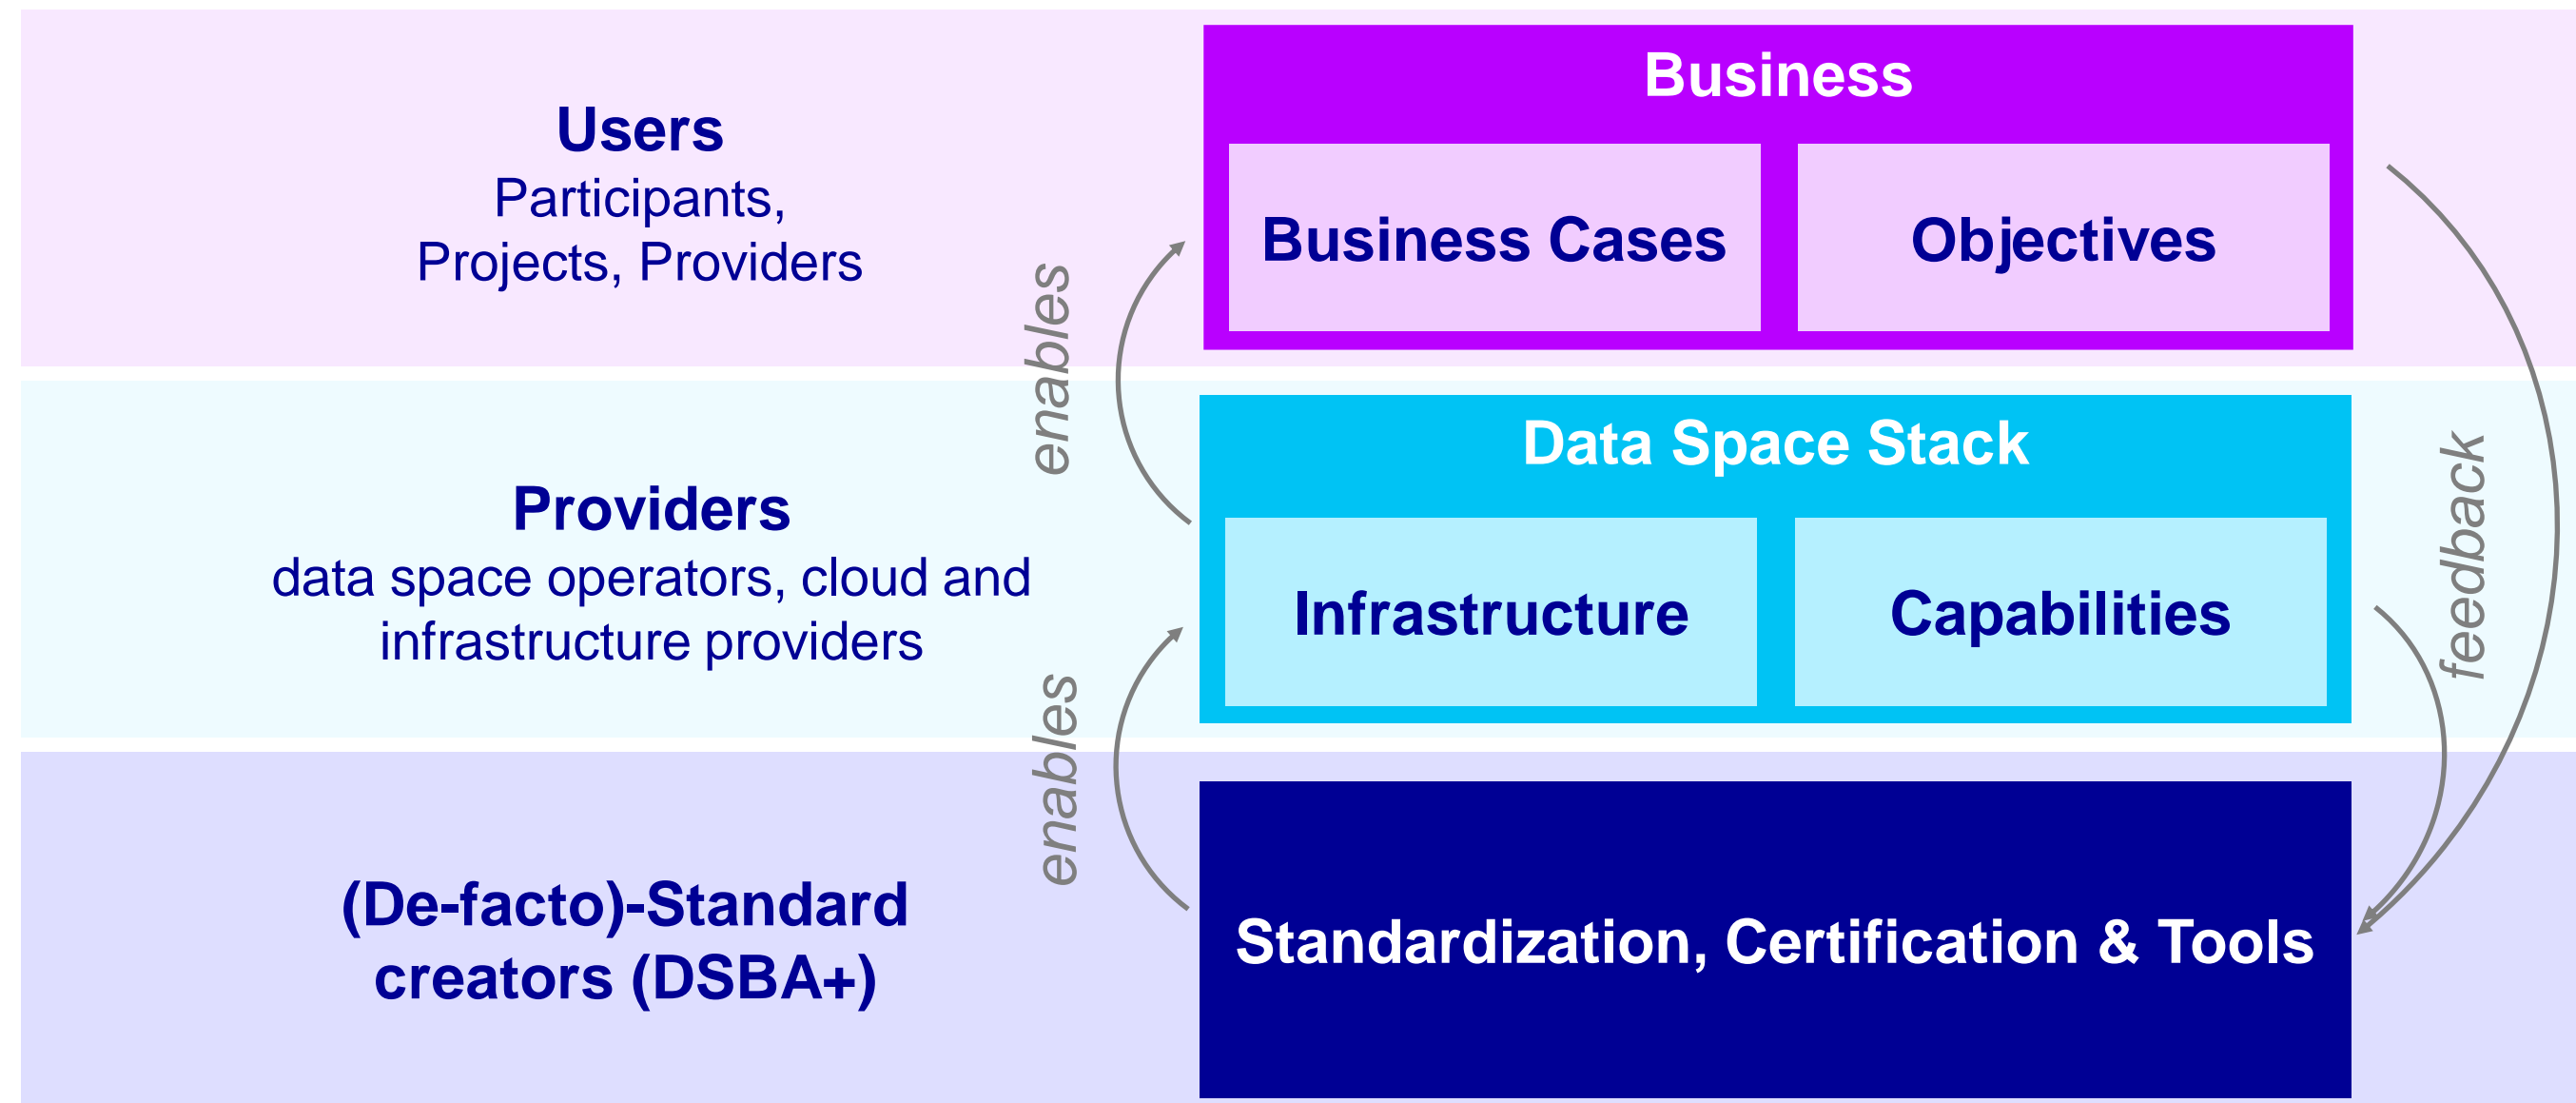 Users
Participants,
Projects, Providers
Business
Business Cases
Objectives
enables
Providers
data space operators, cloud and
infrastructure providers
Data Space Stack
Infrastructure
Capabilities
feedback
enables
(De-facto)-Standard
creators (DSBA+)
Standardization, Certification & Tools